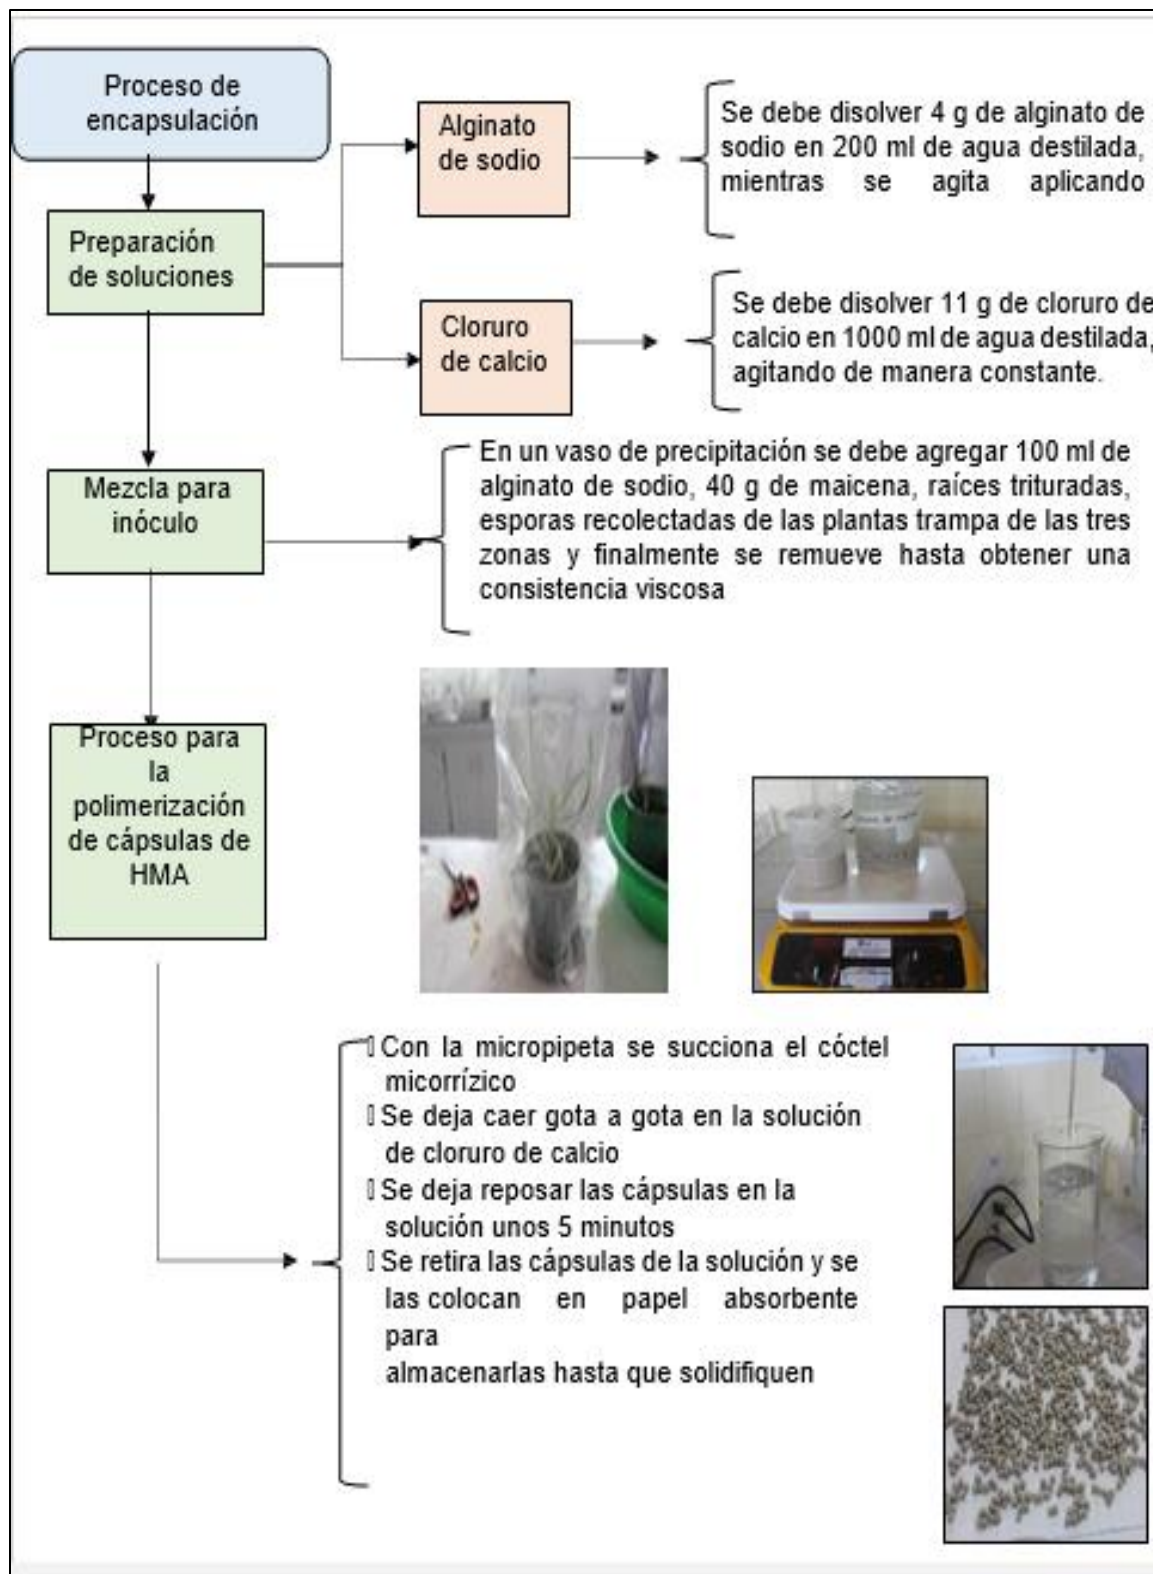 Proceso de
encapsulación
Alginato
de sodio
Se debe disolver 4 g de alginato de
sodio en 200 ml de agua destilada,
mientras se agita aplicando
Preparación
de soluciones
Cloruro
de calcio
Se debe disolver 11 g de cloruro de
calcio en 1000 ml de agua destilada,
agitando de manera constante.
Mezcla para
inóculo
En un vaso de precipitación se debe agregar 100 ml de
alginato de sodio, 40 g de maicena, raíces trituradas,
esporas recolectadas de las plantas trampa de las tres
zonas y finalmente se remueve hasta obtener una
consistencia viscosa
Proceso para
la
polimerización
de cápsulas de
HMA
Con la micropipeta se succiona el cóctel
micorrízico
Se deja caer gota a gota en la solución
de cloruro de calcio
Se deja reposar las cápsulas en la
solución unos 5 minutos
Se retira las cápsulas de la solución y se
las colocan en papel absorbente
para
almacenarlas hasta que solidifiquen